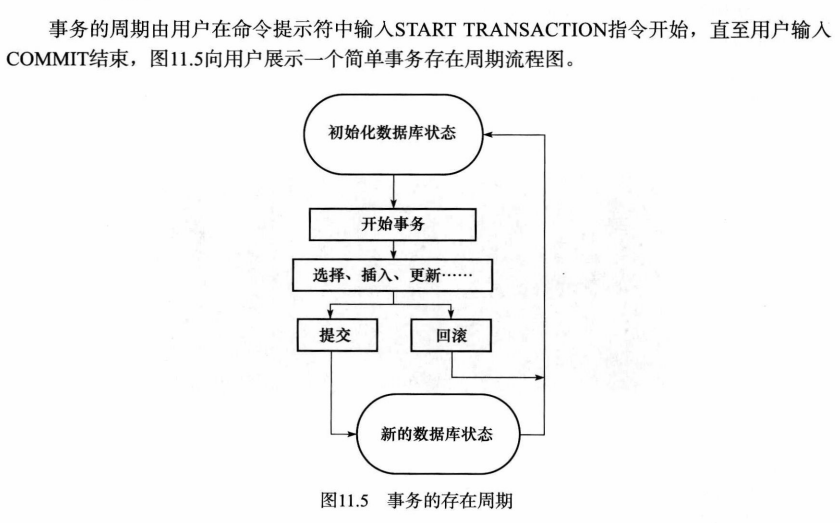 事务的周期由用户在命令提示符中输入START TRANSACTION指令开始，直至用户输入
COMMIT结束，图11.5向用户展示一个简单事务存在周期流程图。
初始化数据库状态
开始事务
选择、插入、更新……
提交
回滚
新的数据库状态
图11.5 事务的存在周期